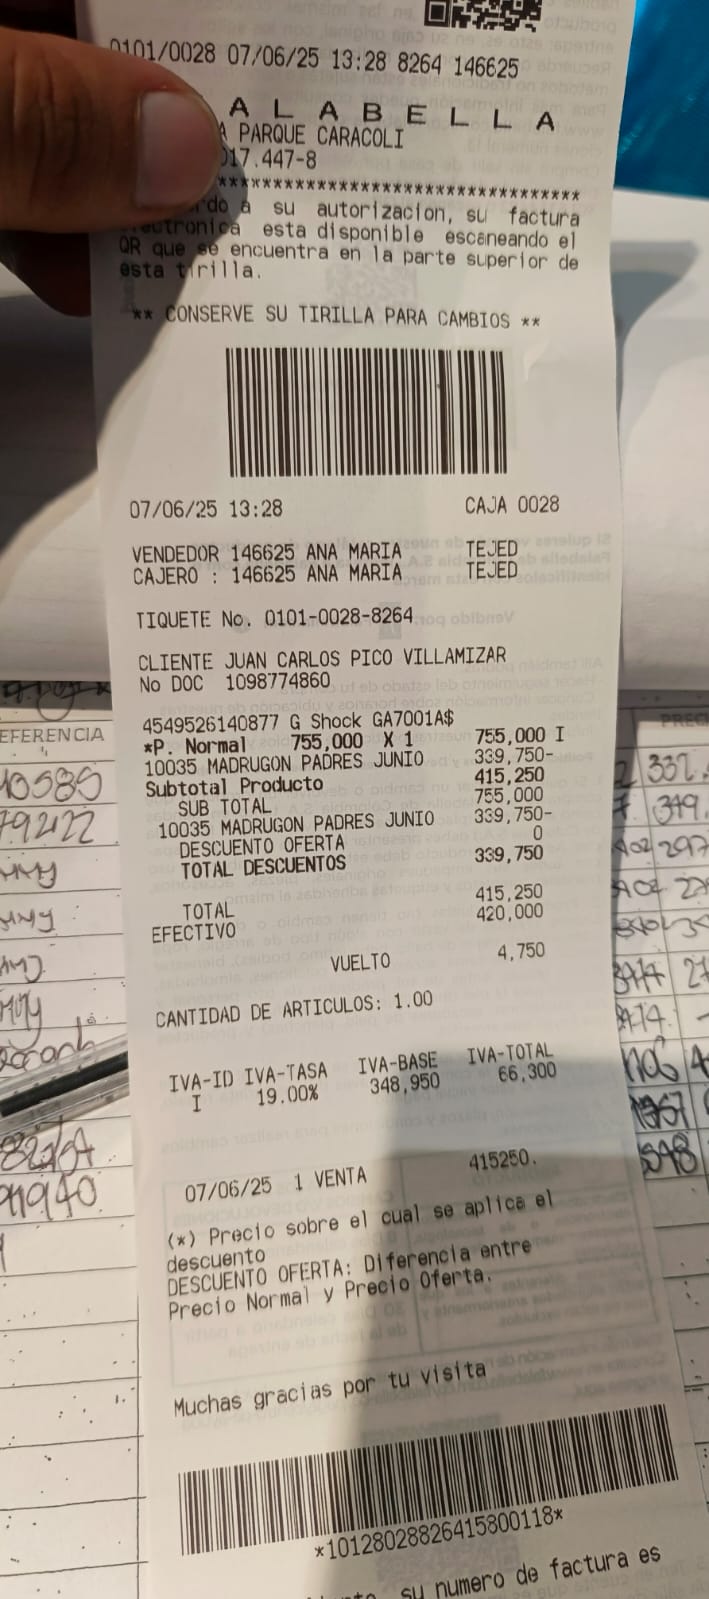 0101/0028 07/06/25 13:28 8264 146625
A L A B E L L A
A PARQUE CARACOLI
017.447-8
**********************************
a su autorizacion, su factura
electronica esta disponible escaneando el
QR que se encuentra en la parte superior de
esta tirilla.
** CONSERVE SU TIRILLA PARA CAMBIOS **
07/06/25 13:28 CAJA 0028
VENDEDOR 146625 ANA MARIA TEJED
CAJERO : 146625 ANA MARIA TEJED
TIQUETE No. 0101-0028-8264
CLIENTE JUAN CARLOS PICO VILLAMIZAR
No DOC 1098774860
4549526140877 G Shock GA7001A$
*P. Normal 755,000 X 1 755,000 I
10035 MADRUGON PADRES JUNIO 339,750-
Subtotal Producto 415,250
SUB TOTAL 755,000
10035 MADRUGON PADRES JUNIO 339,750-
DESCUENTO OFERTA 0
TOTAL DESCUENTOS 339,750
TOTAL 415,250
EFECTIVO 420,000
VUELTO 4,750
CANTIDAD DE ARTICULOS: 1.00
IVA-ID IVA-TASA IVA-BASE IVA-TOTAL
I 19.00% 348,950 66,300
07/06/25 1 VENTA 415250.
(*) Precio sobre el cual se aplica el
descuento
DESCUENTO OFERTA: Diferencia entre
Precio Normal y Precio Oferta.
Muchas gracias por tu visita
*10128028826415800118*
su numero de factura es
EFERENCIA
10585
79422
82764
91940
PREC
332.
319.
297